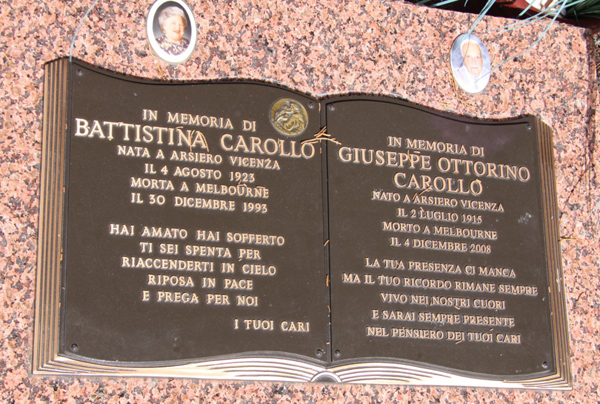 IN MEMORIA DI
BATTISTINA CAROLLO
NATA A ARSIERO VICENZA
IL 4 AGOSTO 1923
MORTA A MELBOURNE
IL 30 DICEMBRE 1993
HAI AMATO HAI SOFFERTO
TI SEI SPENTA PER
RIACCENDERTI IN CIELO
RIPOSA IN PACE
E PREGA PER NOI
I TUOI CARI
IN MEMORIA DI
GIUSEPPE OTTORINO
CAROLLO
NATO A ARSIERO VICENZA
IL 2 LUGLIO 1915
MORTO A MELBOURNE
IL 4 DICEMBRE 2008
LA TUA PRESENZA CI MANCA
MA IL TUO RICORDO RIMANE SEMPRE
VIVO NEI NOSTRI CUORI
E SARAI SEMPRE PRESENTE
NEL PENSIERO DEI TUOI CARI